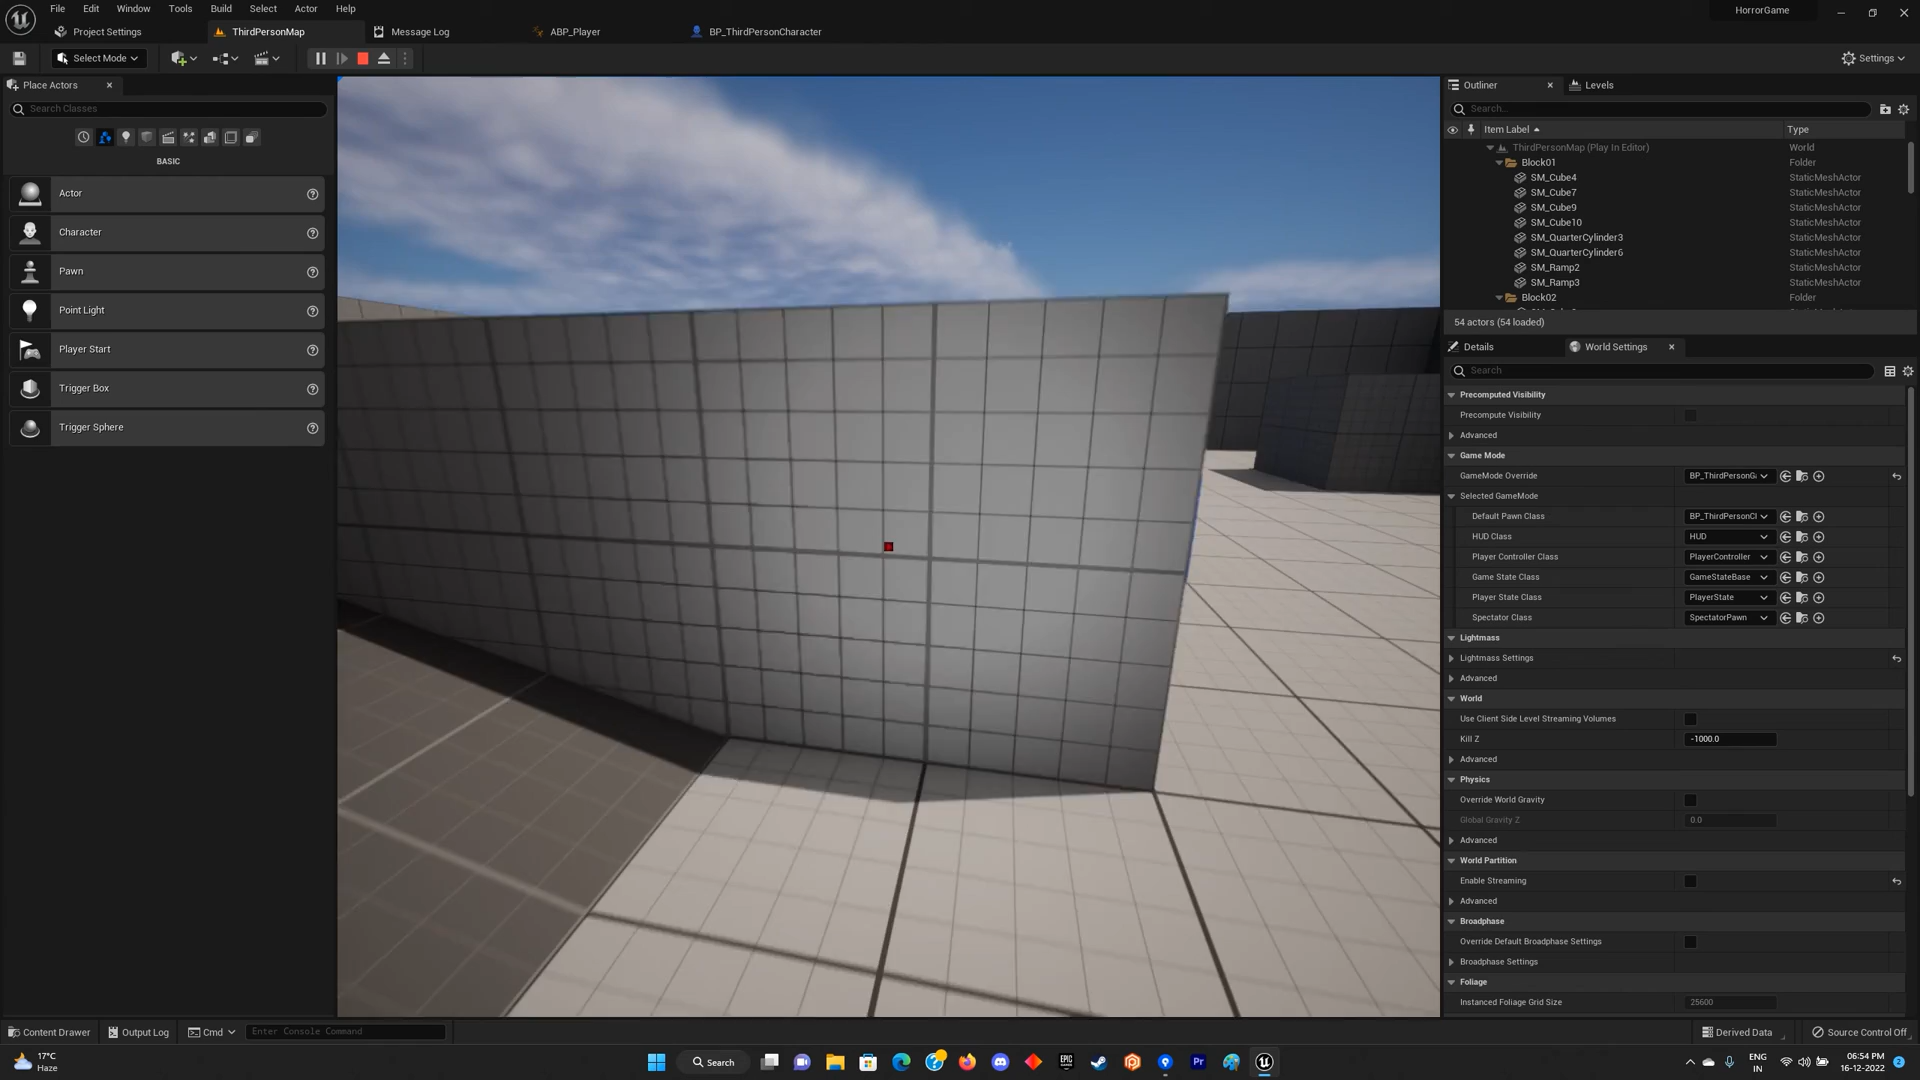 File Edit Window Tools Build Select Actor Help
HorrorGame
Project Settings
ThirdPersonMap
Message Log
ABP_Player
BP_ThirdPersonCharacter
Select Mode
Settings
Place Actors
Search Classes
BASIC
Actor
Character
Pawn
Point Light
Player Start
Trigger Box
Trigger Sphere
Outliner
Levels
Search...
Item Label
Type
ThirdPersonMap (Play In Editor) World
Block01 Folder
SM_Cube4 StaticMeshActor
SM_Cube7 StaticMeshActor
SM_Cube9 StaticMeshActor
SM_Cube10 StaticMeshActor
SM_QuarterCylinder3 StaticMeshActor
SM_QuarterCylinder6 StaticMeshActor
SM_Ramp2 StaticMeshActor
SM_Ramp3 StaticMeshActor
Block02 Folder
54 actors (54 loaded)
Details
World Settings
Search
Precomputed Visibility
Precompute Visibility
Advanced
Game Mode
GameMode Override BP_ThirdPersonG
Selected GameMode
Default Pawn Class BP_ThirdPersonCl
HUD Class HUD
Player Controller Class PlayerController
Game State Class GameStateBase
Player State Class PlayerState
Spectator Class SpectatorPawn
Lightmass
Lightmass Settings
Advanced
World
Use Client Side Level Streaming Volumes
Kill Z -1000.0
Advanced
Physics
Override World Gravity
Global Gravity Z 0.0
Advanced
World Partition
Enable Streaming
Advanced
Broadphase
Override Default Broadphase Settings
Broadphase Settings
Foliage
Instanced Foliage Grid Size 25600
Content Drawer
Output Log
Cmd
Enter Console Command
Derived Data
Source Control Off
17°C
Haze
Search
EPIC
Pr
ENG
IN
06:54 PM
16-12-2022
2